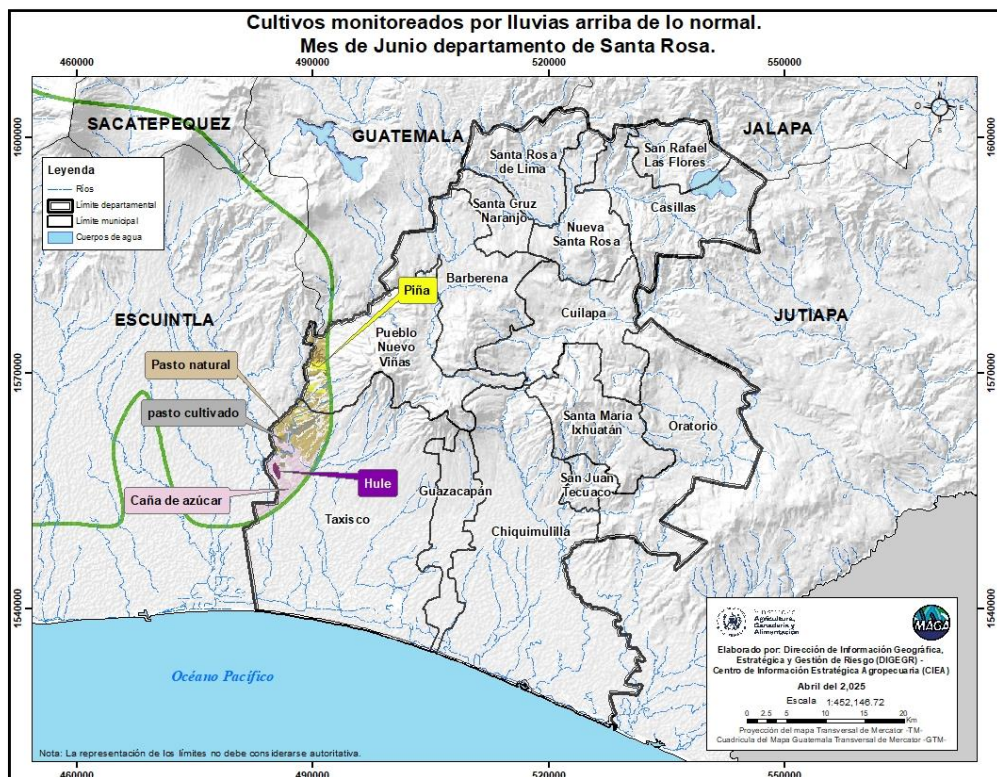 Cultivos monitoreados por lluvias arriba de lo normal.
Mes de Junio departamento de Santa Rosa.
460000
490000
520000
550000
1600000
1600000
SACATEPEQUEZ
GUATEMALA
JALAPA
N
O
E
S
Leyenda
Ríos
Límite departamental
Límite municipal
Cuerpos de agua
Santa Rosa
de Lima
San Rafael
Las Flores
Santa Cruz
Naranjo
Casillas
Nueva
Santa Rosa
Barberena
Piña
Cuilapa
ESCUINTLA
JUTIAPA
Pueblo
Nuevo
Viñas
Pasto natural
1570000
1570000
pasto cultivado
Santa María
Ixhuatán
Oratorio
Hule
Caña de azúcar
Guazacapán
San Juan
Tecuaco
Taxisco
Chiquimulilla
1540000
1540000
Océano Pacífico
Agricultura,
Ganadería y
Alimentación
MAGA
Elaborado por: Dirección de Información Geográfica,
Estratégica y Gestión de Riesgo (DIGEGR) -
Centro de Información Estratégica Agropecuaria (CIEA)
Abril del 2,025
Escala 1:452,146.72
0 2.5 5 10 15 20
Km
Proyección del mapa Transversal de Mercator -TM-
Cuadrícula del Mapa Guatemala Transversal de Mercator -GTM-
Nota: La representación de los límites no debe considerarse autoritativa.
460000
490000
520000
550000